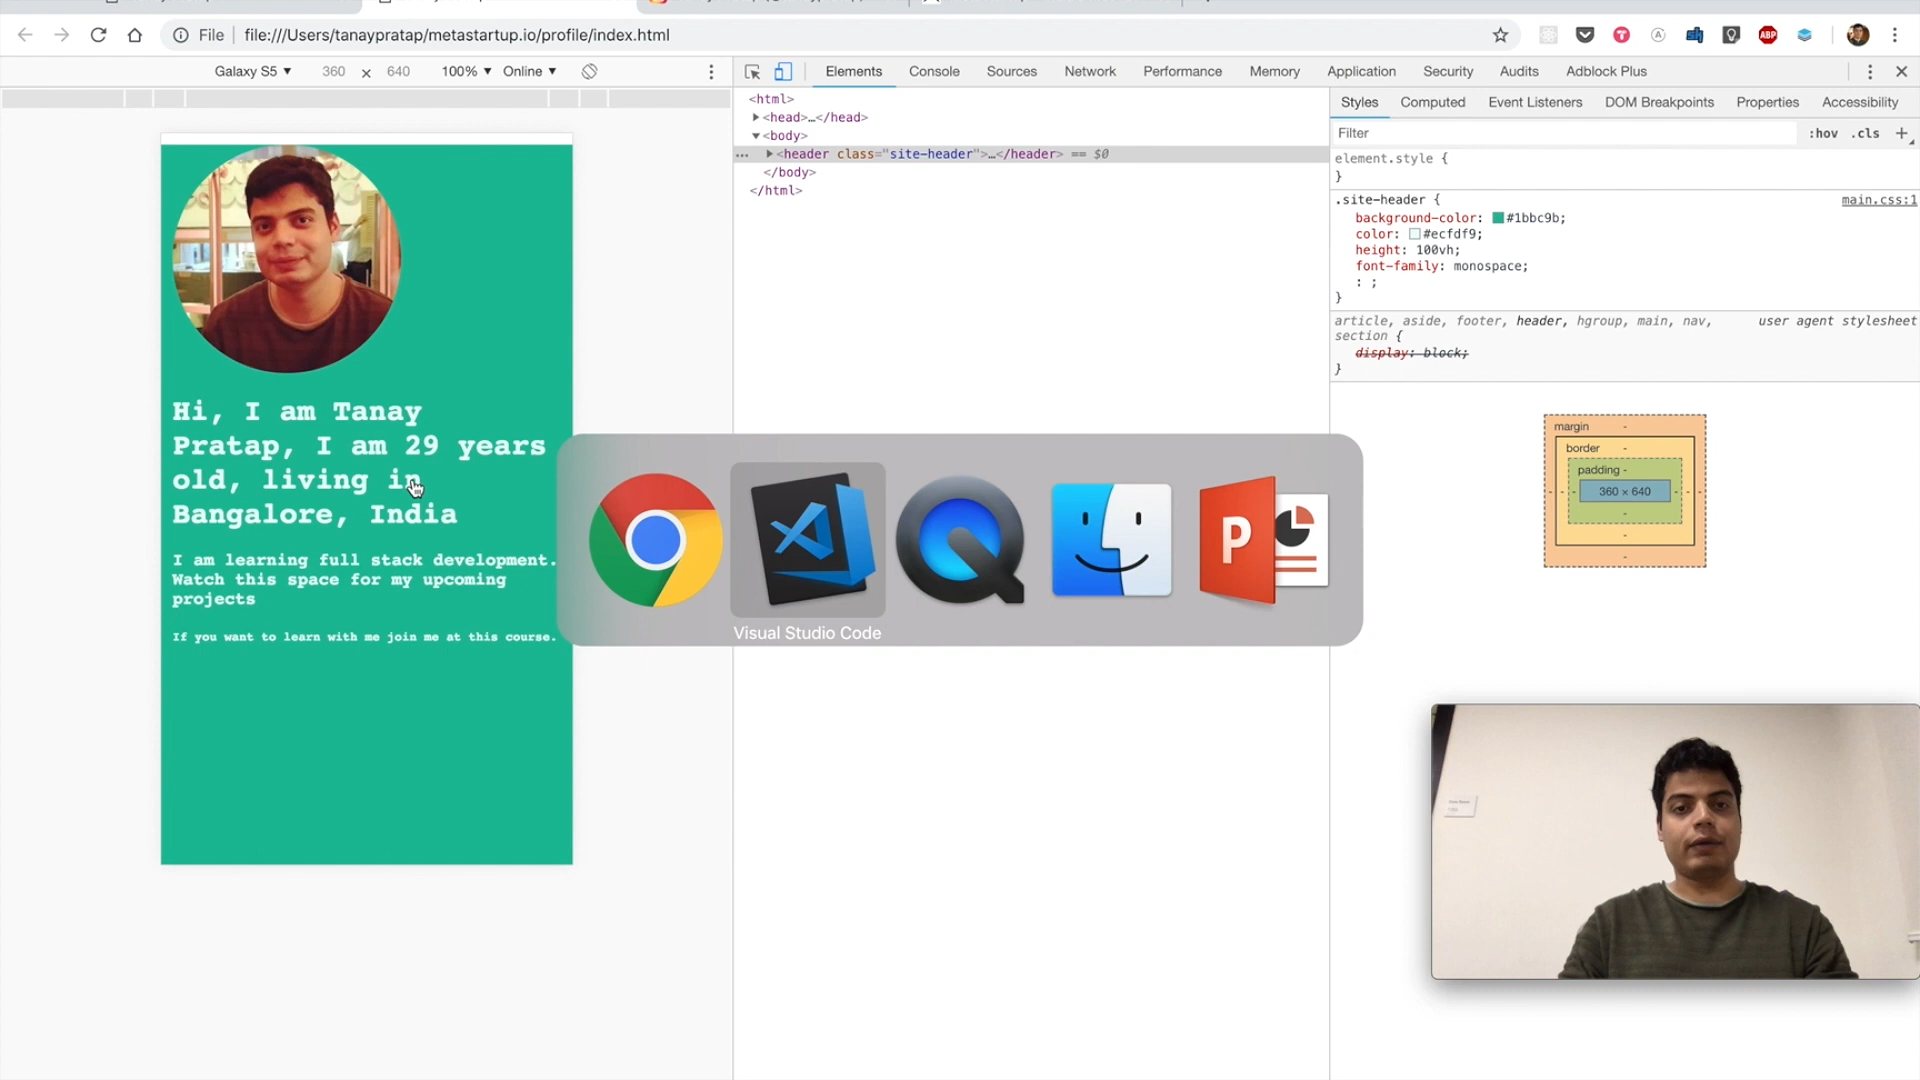 File
file:///Users/tanaypratap/metastartup.io/profile/index.html
ABP
Galaxy S5 ▼ 360 x 640 100% ▼ Online ▼
Elements Console Sources Network Performance Memory Application Security Audits Adblock Plus
<html>
▶<head>…</head>
▼<body>
… ▶<header class="site-header">…</header> == $0
</body>
</html>
Styles Computed Event Listeners DOM Breakpoints Properties Accessibility
Filter :hov .cls +
element.style {
}
.site-header { main.css:1
background-color: #1bbc9b;
color: #ecfdf9;
height: 100vh;
font-family: monospace;
: ;
}
article, aside, footer, header, hgroup, main, nav, user agent stylesheet
section {
display: block;
}
margin -
border -
padding -
- - - 360 × 640 - - -
-
-
-
Hi, I am Tanay
Pratap, I am 29 years
old, living in
Bangalore, India
I am learning full stack development.
Watch this space for my upcoming
projects
If you want to learn with me join me at this course.
P
Visual Studio Code